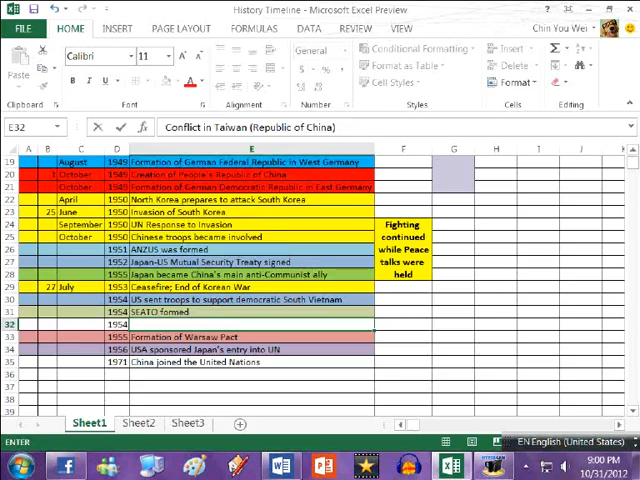 History Timeline - Microsoft Excel Preview
FILE HOME INSERT PAGE LAYOUT FORMULAS DATA REVIEW VIEW Chin You Wei
Calibri 11 General Conditional Formatting Insert
Paste Format as Table Delete
B I U Cell Styles Format
Clipboard Font Alignment Number Styles Cells Editing
E32 Conflict in Taiwan (Republic of China)
A B C D E F G H I J
19 August 1949 Formation of German Federal Republic in West Germany
20 1 October 1949 Creation of People's Republic of China
21 October 1949 Formation of German Democratic Republic in East Germany
22 April 1950 North Korea prepares to attack South Korea
23 25 June 1950 Invasion of South Korea
24 September 1950 UN Response to Invasion Fighting
25 October 1950 Chinese troops became involved continued
26 1951 ANZUS was formed while Peace
27 1952 Japan-US Mutual Security Treaty signed talks were
28 1955 Japan became China's main anti-Communist ally held
29 27 July 1953 Ceasefire; End of Korean War
30 1954 US sent troops to support democratic South Vietnam
31 1954 SEATO formed
32 1954
33 1955 Formation of Warsaw Pact
34 1956 USA sponsored Japan's entry into UN
35 1971 China joined the United Nations
36
37
38
39
Sheet1 Sheet2 Sheet3
ENTER EN English (United States)
9:00 PM
10/31/2012